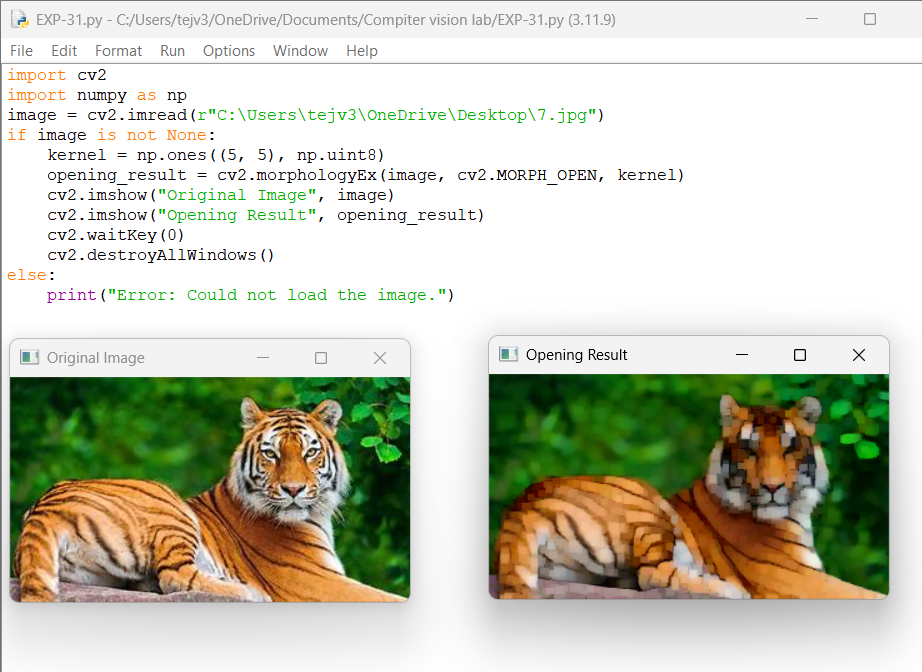 EXP-31.py - C:/Users/tejv3/OneDrive/Documents/Compiter vision lab/EXP-31.py (3.11.9)
File Edit Format Run Options Window Help
import cv2
import numpy as np
image = cv2.imread(r"C:\Users\tejv3\OneDrive\Desktop\7.jpg")
if image is not None:
    kernel = np.ones((5, 5), np.uint8)
    opening_result = cv2.morphologyEx(image, cv2.MORPH_OPEN, kernel)
    cv2.imshow("Original Image", image)
    cv2.imshow("Opening Result", opening_result)
    cv2.waitKey(0)
    cv2.destroyAllWindows()
else:
    print("Error: Could not load the image.")
Original Image
Opening Result